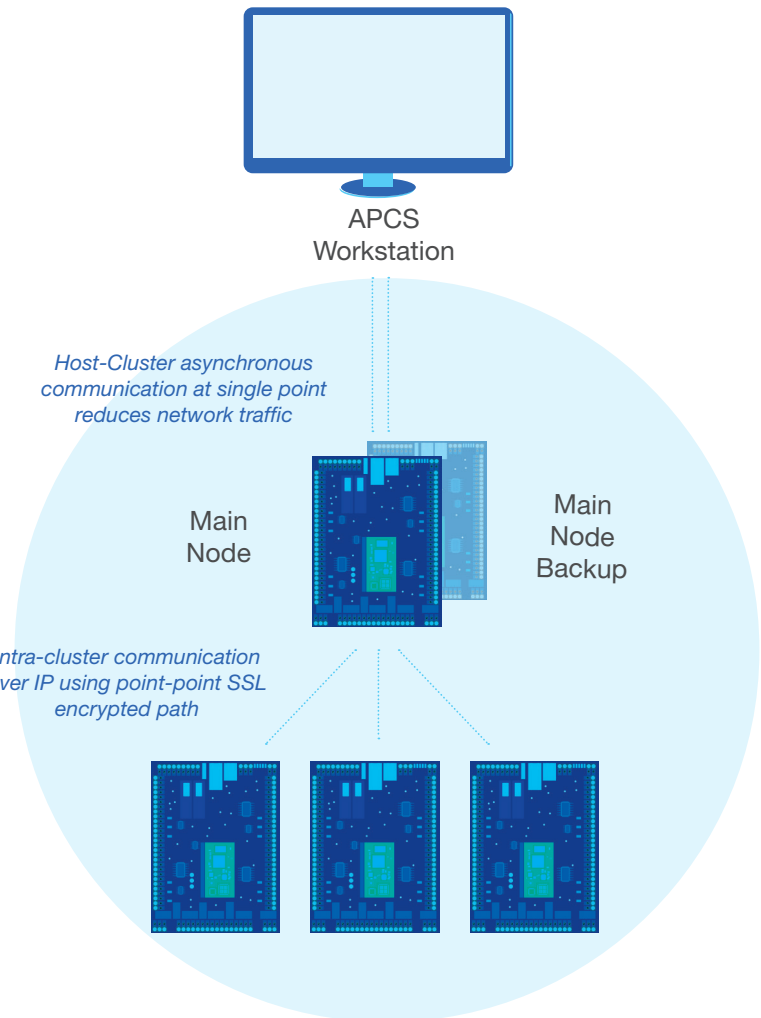 APCS
Workstation
Host-Cluster asynchronous
communication at single point
reduces network traffic
Main
Node
Main
Node
Backup
ntra-cluster communication
ver IP using point-point SSL
encrypted path